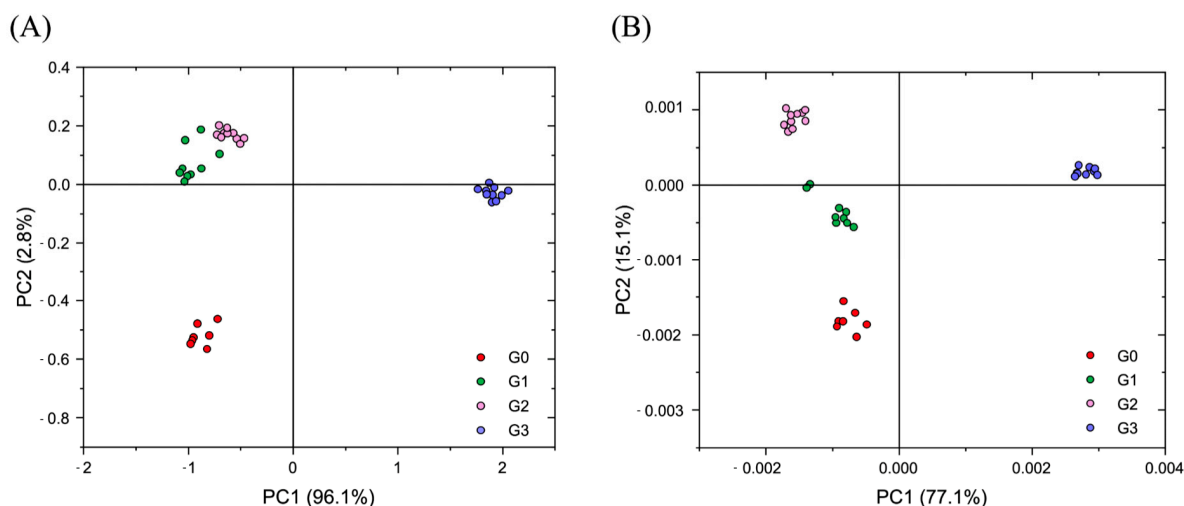 (A)
(B)
0.4
0.2
0.0
- 0.2
- 0.4
- 0.6
- 0.8
PC2 (2.8%)
-2
-1
0
1
2
PC1 (96.1%)
G0
G1
G2
G3
0.001
0.000
- 0.001
- 0.002
- 0.003
PC2 (15.1%)
- 0.002
0.000
0.002
0.004
PC1 (77.1%)
G0
G1
G2
G3